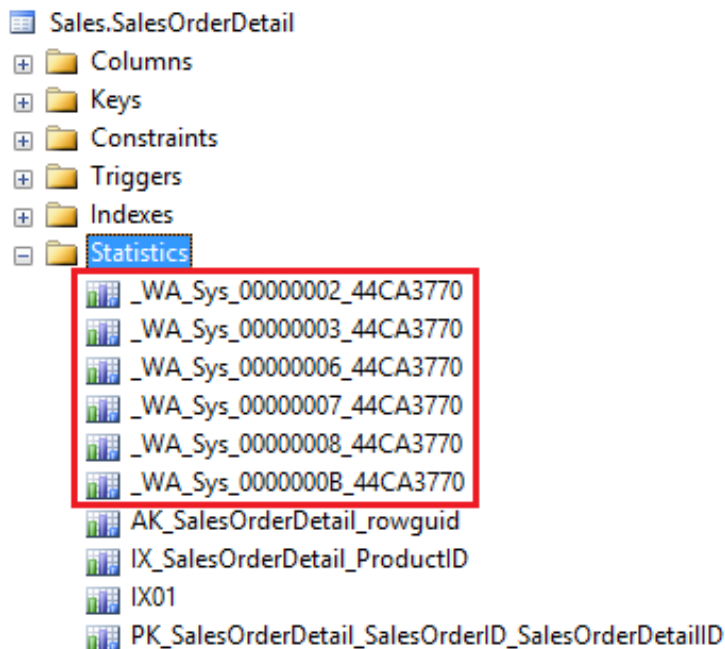 Sales.SalesOrderDetail
Columns
Keys
Constraints
Triggers
Indexes
Statistics
_WA_Sys_00000002_44CA3770
_WA_Sys_00000003_44CA3770
_WA_Sys_00000006_44CA3770
_WA_Sys_00000007_44CA3770
_WA_Sys_00000008_44CA3770
_WA_Sys_0000000B_44CA3770
AK_SalesOrderDetail_rowguid
IX_SalesOrderDetail_ProductID
IX01
PK_SalesOrderDetail_SalesOrderID_SalesOrderDetailID